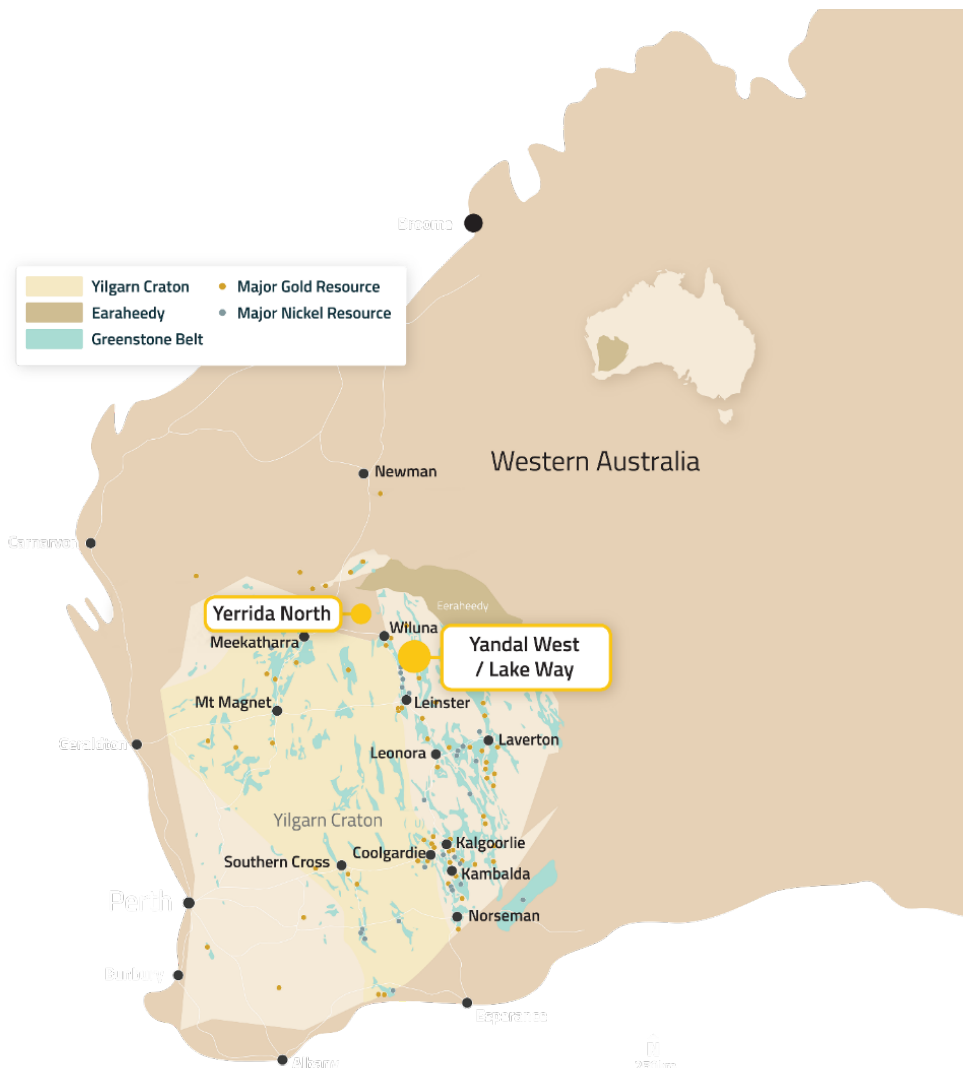 Broome
Yilgarn Craton
Major Gold Resource
Earaheedy
Major Nickel Resource
Greenstone Belt
Western Australia
Newman
Carnarvon
Earaheedy
Yerrida North
Wiluna
Meekatharra
Yandal West
/ Lake Way
Mt Magnet
Leinster
Geraldton
Leonora
Laverton
Yilgarn Craton
Kalgoorlie
Coolgardie
Southern Cross
Kambalda
Perth
Norseman
Bunbury
Esperance
Albany